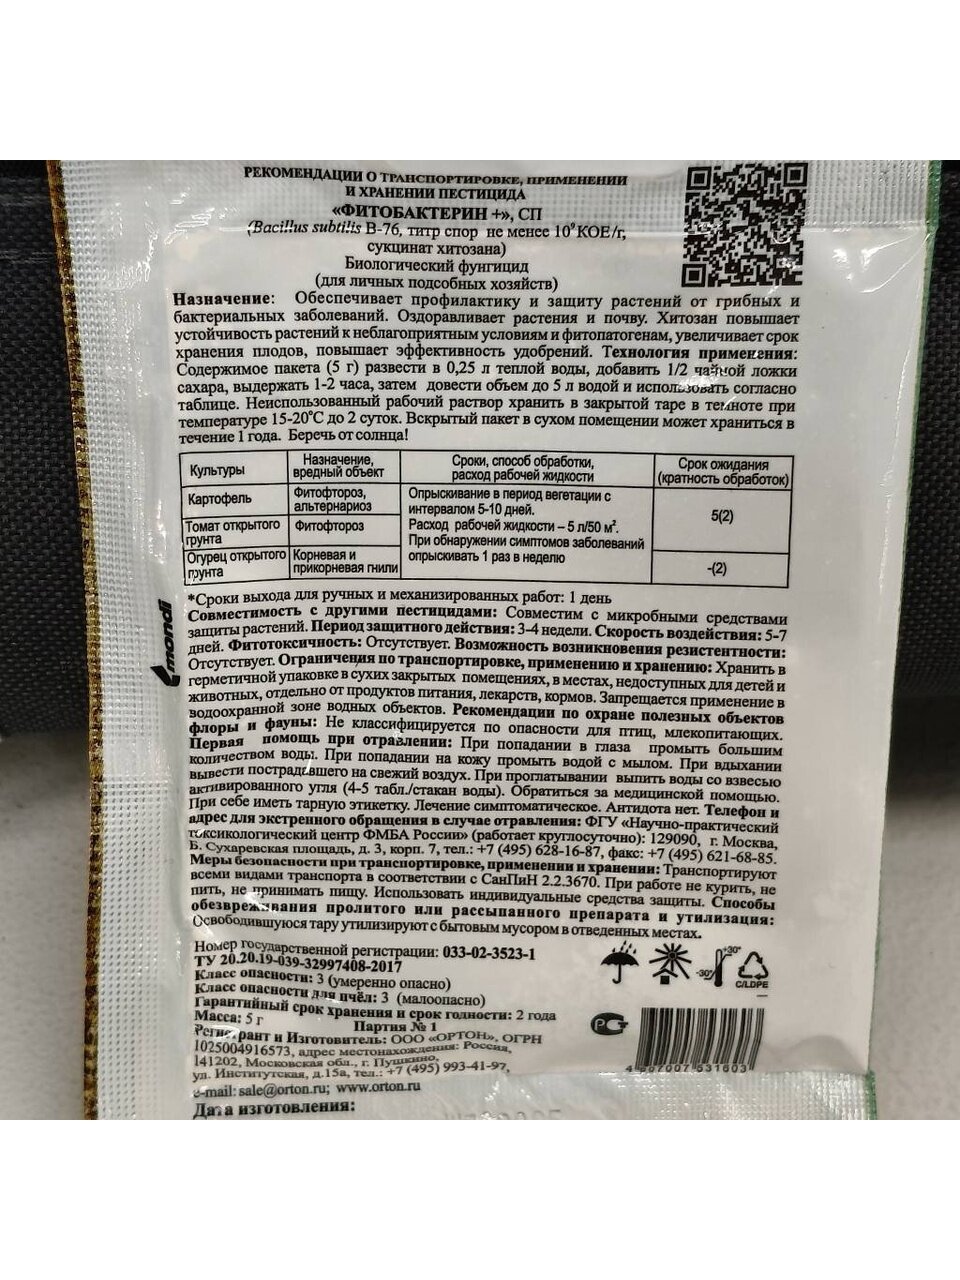 РЕКОМЕНДАЦИИ О ТРАНСПОРТИРОВКЕ, ПРИМЕНЕНИИ
И ХРАНЕНИИ ПЕСТИЦИДА
«ФИТОБАКТЕРИН +», СП
(Bacillus subtilis В-76, титр спор не менее 10⁹КОЕ/г,
сукцинат хитозана)
Биологический фунгицид
(для личных подсобных хозяйств)
Назначение: Обеспечивает профилактику и защиту растений от грибных и
бактериальных заболеваний. Оздоравливает растения и почву. Хитозан повышает
устойчивость растений к неблагоприятным условиям и фитопатогенам, увеличивает срок
хранения плодов, повышает эффективность удобрений. Технология применения:
Содержимое пакета (5 г) развести в 0,25 л теплой воды, добавить 1/2 чайной ложки
сахара, выдержать 1-2 часа, затем довести объем до 5 л водой и использовать согласно
таблице. Неиспользованный рабочий раствор хранить в закрытой таре в темноте при
температуре 15-20°С до 2 суток. Вскрытый пакет в сухом помещении может храниться в
течение 1 года. Беречь от солнца!
Культуры
Назначение,
вредный объект
Сроки, способ обработки,
расход рабочей жидкости
Срок ожидания
(кратность обработок)
Картофель
Фитофтороз,
альтернариоз
Опрыскивание в период вегетации с
интервалом 5-10 дней.
Расход рабочей жидкости – 5 л/50 м².
При обнаружении симптомов заболеваний
опрыскивать 1 раз в неделю
5(2)
Томат открытого
грунта
Фитофтороз
Огурец открытого
грунта
Корневая и
прикорневая гнили
-(2)
*Сроки выхода для ручных и механизированных работ: 1 день
Совместимость с другими пестицидами: Совместим с микробными средствами
защиты растений. Период защитного действия: 3-4 недели. Скорость воздействия: 5-7
дней. Фитотоксичность: Отсутствует. Возможность возникновения резистентности:
Отсутствует. Ограничения по транспортировке, применению и хранению: Хранить в
герметичной упаковке в сухих закрытых помещениях, в местах, недоступных для детей и
животных, отдельно от продуктов питания, лекарств, кормов. Запрещается применение в
водоохранной зоне водных объектов. Рекомендации по охране полезных объектов
флоры и фауны: Не классифицируется по опасности для птиц, млекопитающих.
Первая помощь при отравлении: При попадании в глаза промыть большим
количеством воды. При попадании на кожу промыть водой с мылом. При вдыхании
вывести пострадавшего на свежий воздух. При проглатывании выпить воды со взвесью
активированного угля (4-5 табл./стакан воды). Обратиться за медицинской помощью.
При себе иметь тарную этикетку. Лечение симптоматическое. Антидота нет. Телефон и
адрес для экстренного обращения в случае отравления: ФГУ «Научно-практический
токсикологический центр ФМБА России» (работает круглосуточно): 129090, г. Москва,
Б. Сухаревская площадь, д. 3, корп. 7, тел.: +7 (495) 628-16-87, факс: +7 (495) 621-68-85.
Меры безопасности при транспортировке, применении и хранении: Транспортируют
всеми видами транспорта в соответствии с СанПиН 2.2.3670. При работе не курить, не
пить, не принимать пищу. Использовать индивидуальные средства защиты. Способы
обезвреживания пролитого или рассыпанного препарата и утилизация:
Освободившуюся тару утилизируют с бытовым мусором в отведенных местах.
Номер государственной регистрации: 033-02-3523-1
ТУ 20.20.19-039-32997408-2017
Класс опасности: 3 (умеренно опасно)
Класс опасности для пчёл: 3 (малоопасно)
Гарантийный срок хранения и срок годности: 2 года
Масса: 5 г Партия № 1
Регистрант и Изготовитель: ООО «ОРТОН», ОГРН
1025004916573, адрес местонахождения: Россия,
141202, Московская обл., г. Пушкино,
ул. Институтская, д.15а, тел.: +7 (495) 993-41-97,
e-mail: sale@orton.ru; www.orton.ru
Дата изготовления:
+30°
-30°
C/LDPE
РСТ
4 607007 531603
mondi